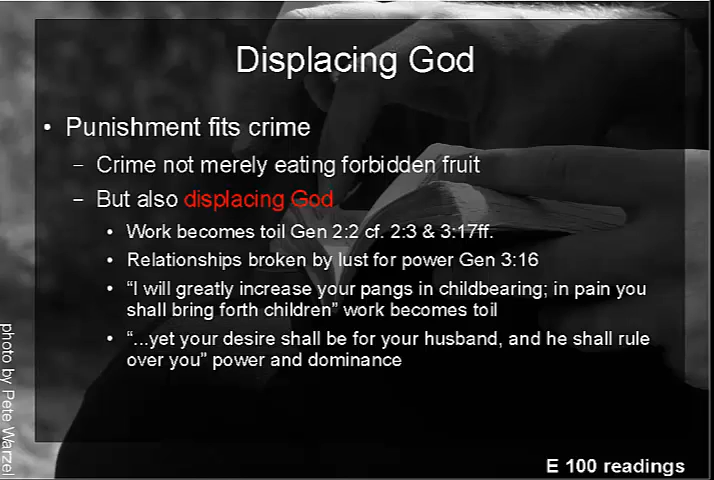 Displacing God
• Punishment fits crime
– Crime not merely eating forbidden fruit
– But also displacing God
• Work becomes toil Gen 2:2 cf. 2:3 & 3:17ff.
• Relationships broken by lust for power Gen 3:16
• “I will greatly increase your pangs in childbearing; in pain you
shall bring forth children” work becomes toil
• “...yet your desire shall be for your husband, and he shall rule
over you” power and dominance
photo by Pete Warzel
E 100 readings